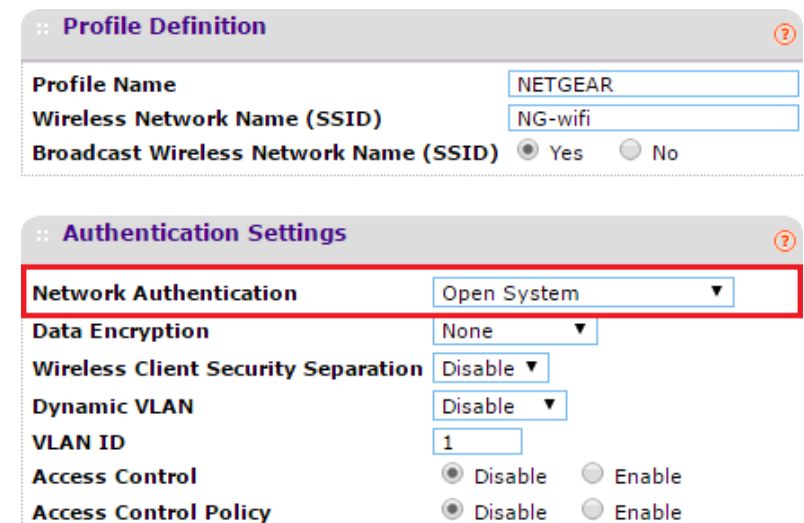 Profile Definition
Profile Name NETGEAR
Wireless Network Name (SSID) NG-wifi
Broadcast Wireless Network Name (SSID) Yes No
Authentication Settings
Network Authentication Open System
Data Encryption None
Wireless Client Security Separation Disable
Dynamic VLAN Disable
VLAN ID 1
Access Control Disable Enable
Access Control Policy Disable Enable